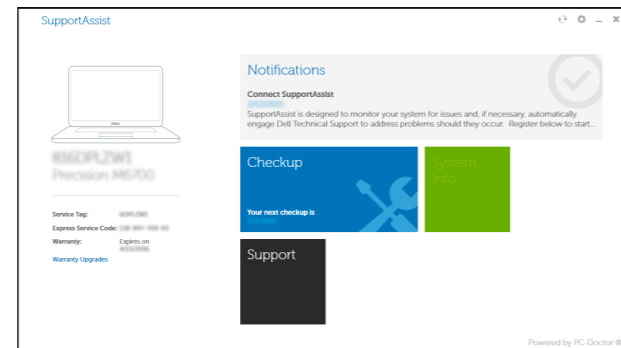 SupportAssist
DELL
Precision M6700
Service Tag:
Express Service Code:
Warranty: Expires on
Warranty Upgrades
Notifications
Connect SupportAssist
SupportAssist is designed to monitor your system for issues and, if necessary, automatically
engage Dell Technical Support to address problems should they occur. Register below to start...
Checkup
Your next checkup is
System
Info
Support
Powered by PC-Doctor